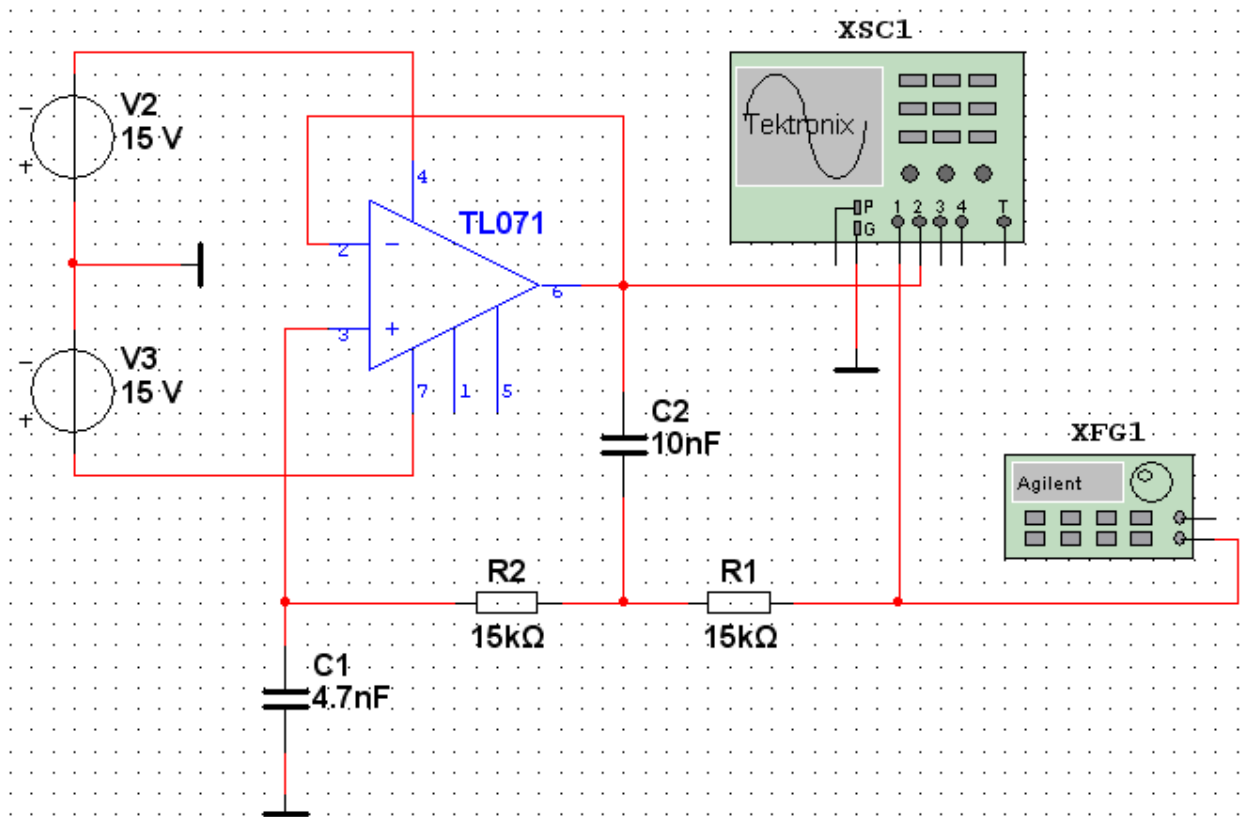 XSC1
Tektronix
P
G
1 2 3 4 T
-
V2
15 V
+
4
TL071
2
-
6
3
+
7
1
5
-
V3
15 V
+
C2
10nF
XFG1
Agilent
R2
15kΩ
R1
15kΩ
C1
4.7nF